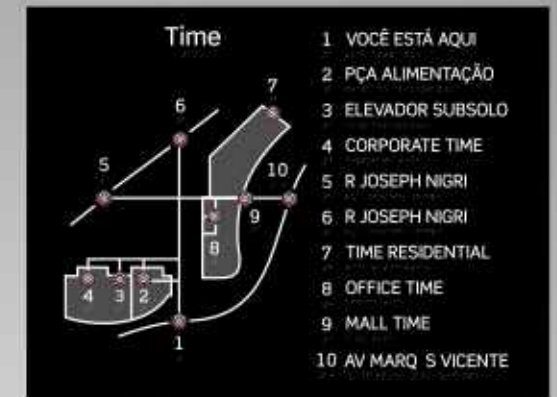 Time
1 VOCÊ ESTÁ AQUI
2 PÇA ALIMENTAÇÃO
3 ELEVADOR SUBSOLO
4 CORPORATE TIME
5 R JOSEPH NIGRI
6 R JOSEPH NIGRI
7 TIME RESIDENTIAL
8 OFFICE TIME
9 MALL TIME
10 AV MARQ S VICENTE
7
6
5
10
9
8
4 3 2
1